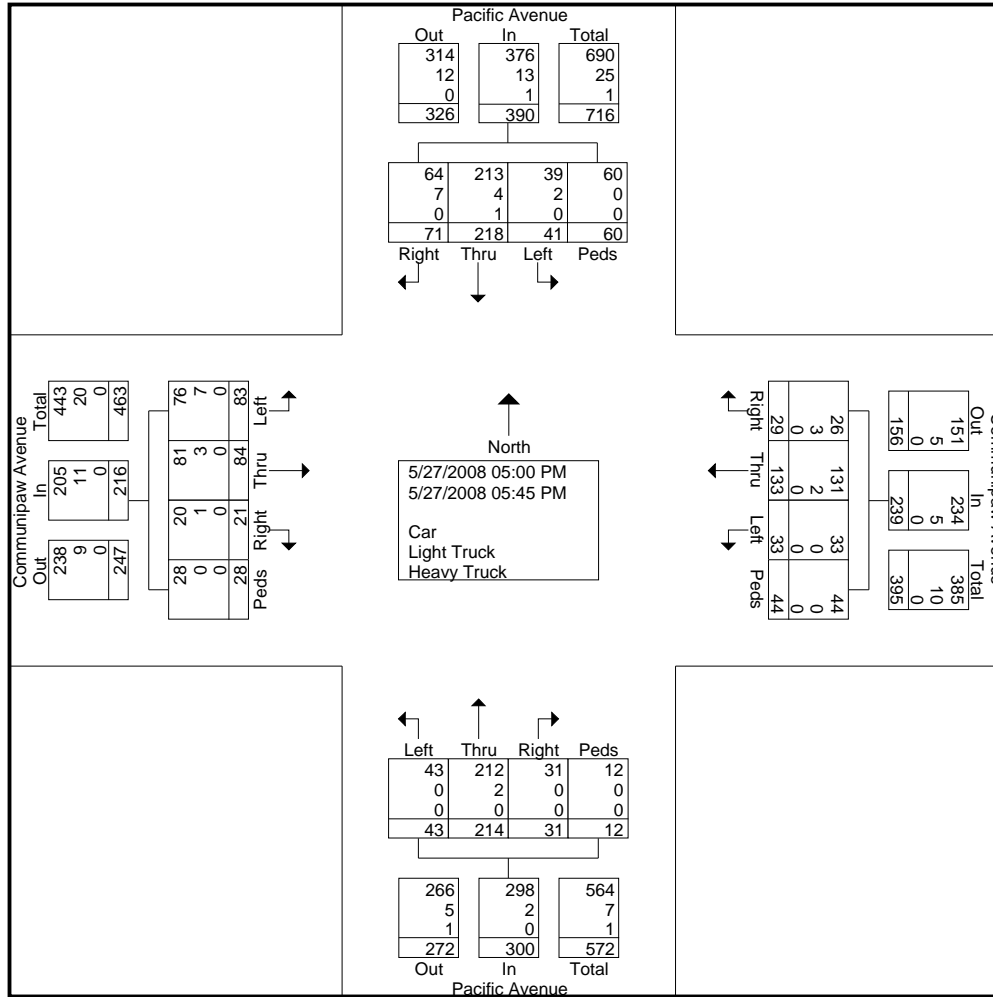 Pacific Avenue
Out In Total
314 376 690
12 13 25
0 1 1
326 390 716
64 213 39 60
7 4 2 0
0 1 0 0
71 218 41 60
Right Thru Left Peds
Communipaw Avenue
Total
443 20 0 463
In
205 11 0 216
Out
238 9 0 247
76 7 0 83 Left
81 3 0 84 Thru
20 1 0 21 Right
28 0 0 28 Peds
North
5/27/2008 05:00 PM
5/27/2008 05:45 PM
Car
Light Truck
Heavy Truck
Right 29 0 3 26
Thru 133 0 2 131
Left 33 0 0 33
Peds 44 0 0 44
Out
151 5 0 156
In
234 5 0 239
Total
385 10 0 395
Left Thru Right Peds
43 212 31 12
0 2 0 0
0 0 0 0
43 214 31 12
266 298 564
5 2 7
1 0 1
272 300 572
Out In Total
Pacific Avenue